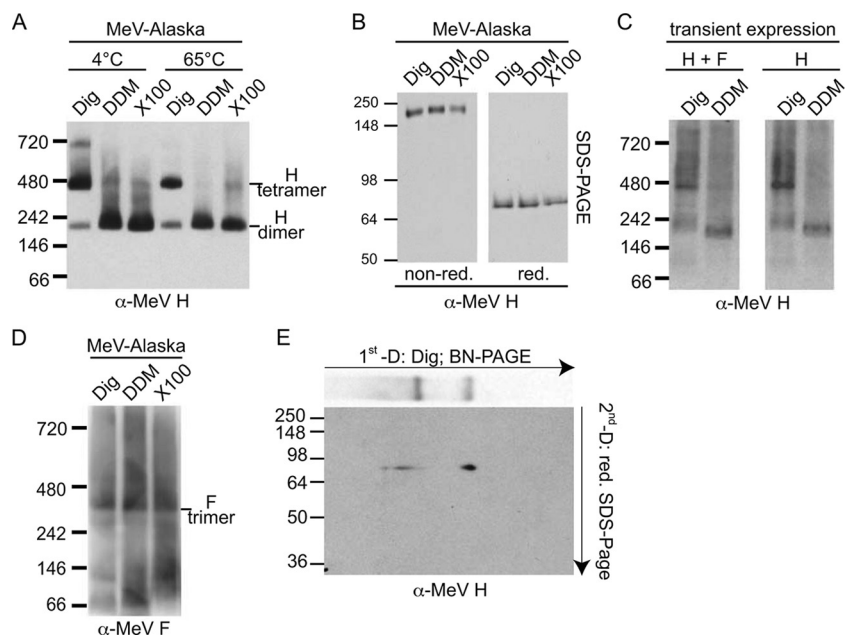 A
MeV-Alaska
4°C 65°C
Dig DDM X100 Dig DDM X100
720
480
242
146
66
H
tetramer
H
dimer
α-MeV H
B
MeV-Alaska
Dig DDM X100
250
148
98
64
50
SDS-PAGE
non-red. red.
α-MeV H
C
transient expression
H + F H
Dig DDM Dig DDM
720
480
242
146
66
α-MeV H
D
MeV-Alaska
Dig DDM X100
720
480
242
146
66
F
trimer
α-MeV F
E
1st -D: Dig; BN-PAGE
250
148
98
64
50
36
2nd-D: red. SDS-Page
α-MeV H